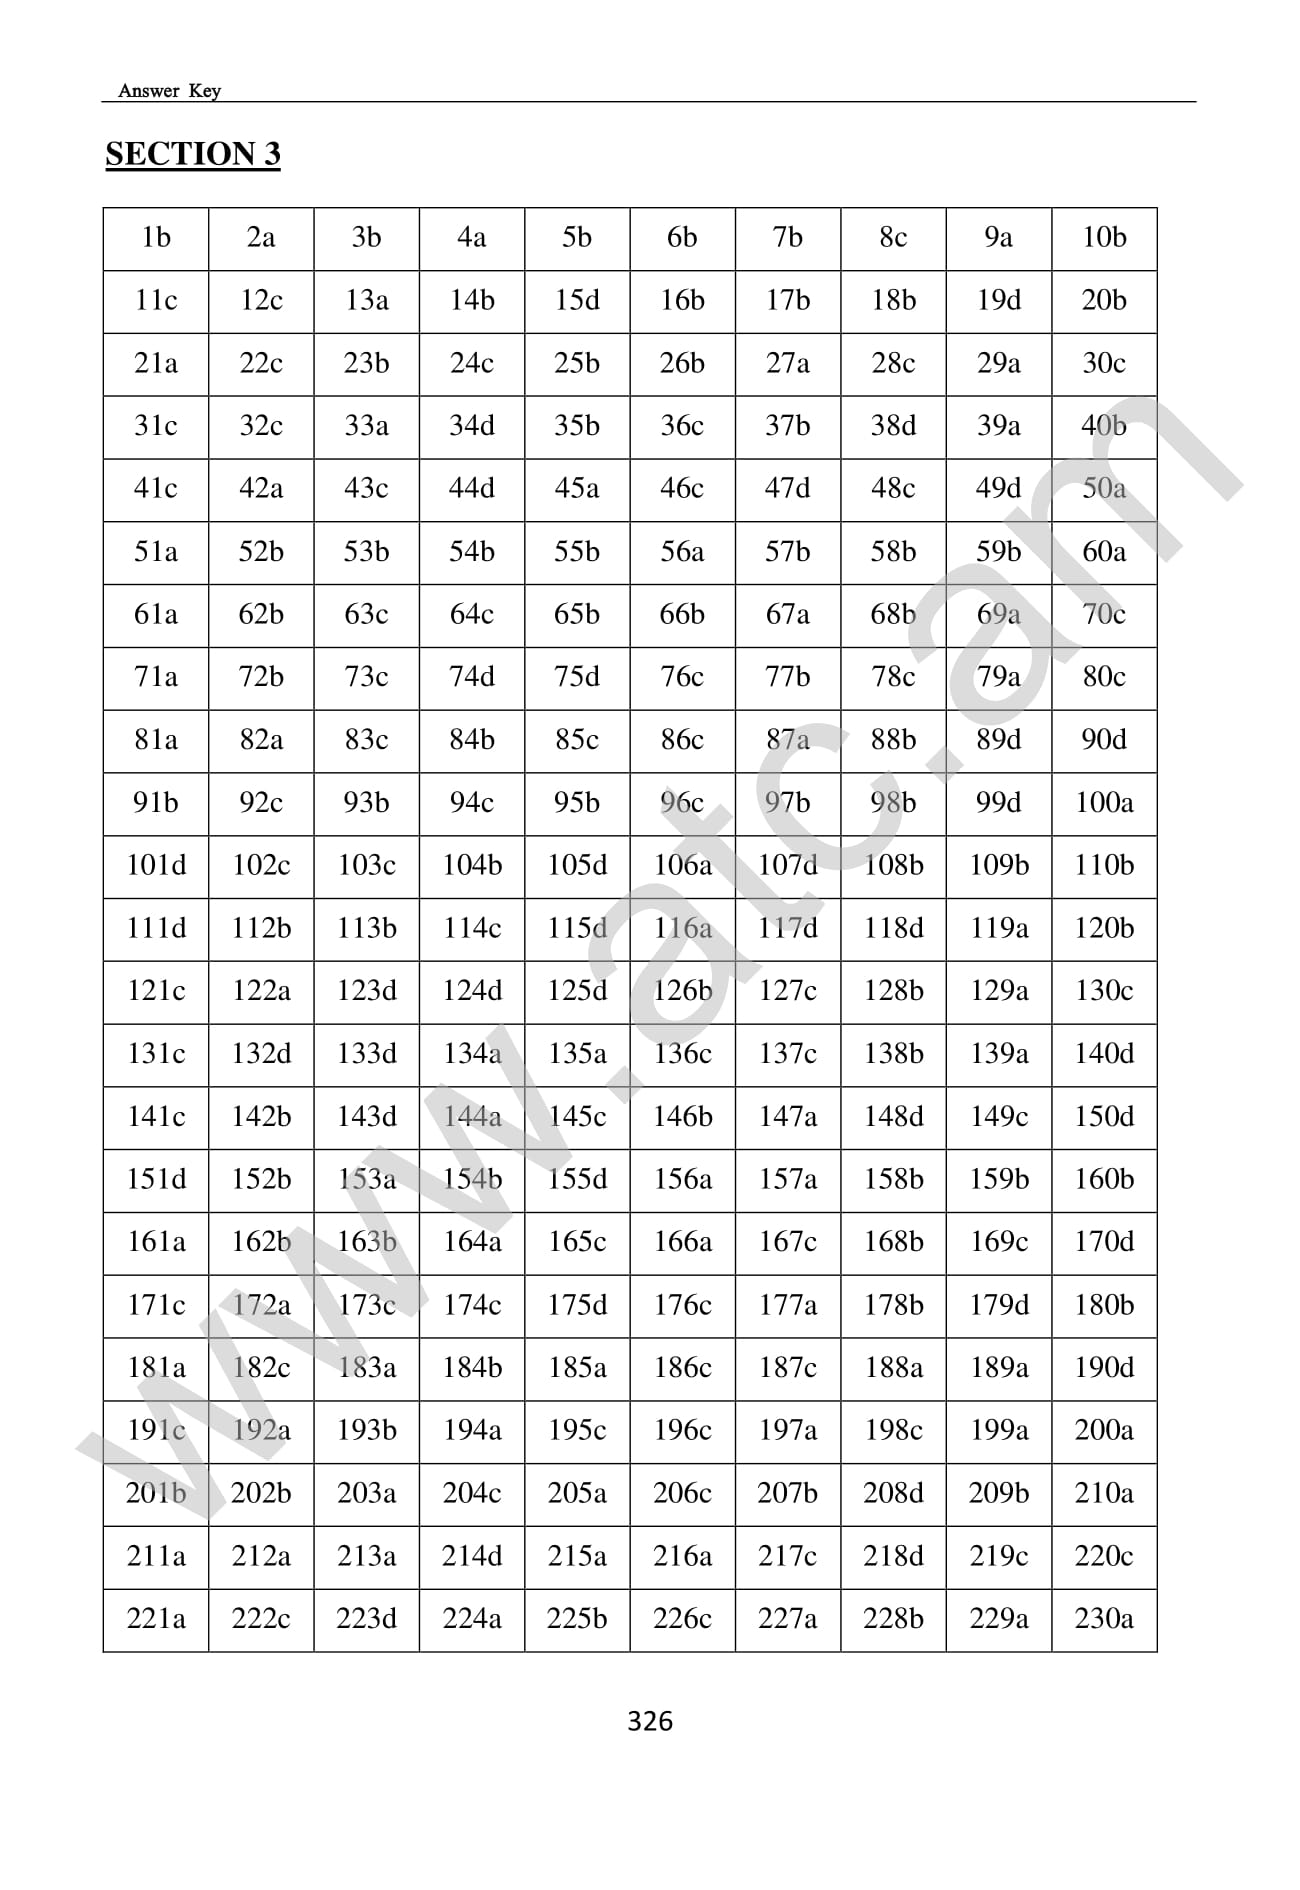 Answer Key
SECTION 3
1b 2a 3b 4a 5b 6b 7b 8c 9a 10b
11c 12c 13a 14b 15d 16b 17b 18b 19d 20b
21a 22c 23b 24c 25b 26b 27a 28c 29a 30c
31c 32c 33a 34d 35b 36c 37b 38d 39a 40b
41c 42a 43c 44d 45a 46c 47d 48c 49d 50a
51a 52b 53b 54b 55b 56a 57b 58b 59b 60a
61a 62b 63c 64c 65b 66b 67a 68b 69a 70c
71a 72b 73c 74d 75d 76c 77b 78c 79a 80c
81a 82a 83c 84b 85c 86c 87a 88b 89d 90d
91b 92c 93b 94c 95b 96c 97b 98b 99d 100a
101d 102c 103c 104b 105d 106a 107d 108b 109b 110b
111d 112b 113b 114c 115d 116a 117d 118d 119a 120b
121c 122a 123d 124d 125d 126b 127c 128b 129a 130c
131c 132d 133d 134a 135a 136c 137c 138b 139a 140d
141c 142b 143d 144a 145c 146b 147a 148d 149c 150d
151d 152b 153a 154b 155d 156a 157a 158b 159b 160b
161a 162b 163b 164a 165c 166a 167c 168b 169c 170d
171c 172a 173c 174c 175d 176c 177a 178b 179d 180b
181a 182c 183a 184b 185a 186c 187c 188a 189a 190d
191c 192a 193b 194a 195c 196c 197a 198c 199a 200a
201b 202b 203a 204c 205a 206c 207b 208d 209b 210a
211a 212a 213a 214d 215a 216a 217c 218d 219c 220c
221a 222c 223d 224a 225b 226c 227a 228b 229a 230a
www.atc.am
326